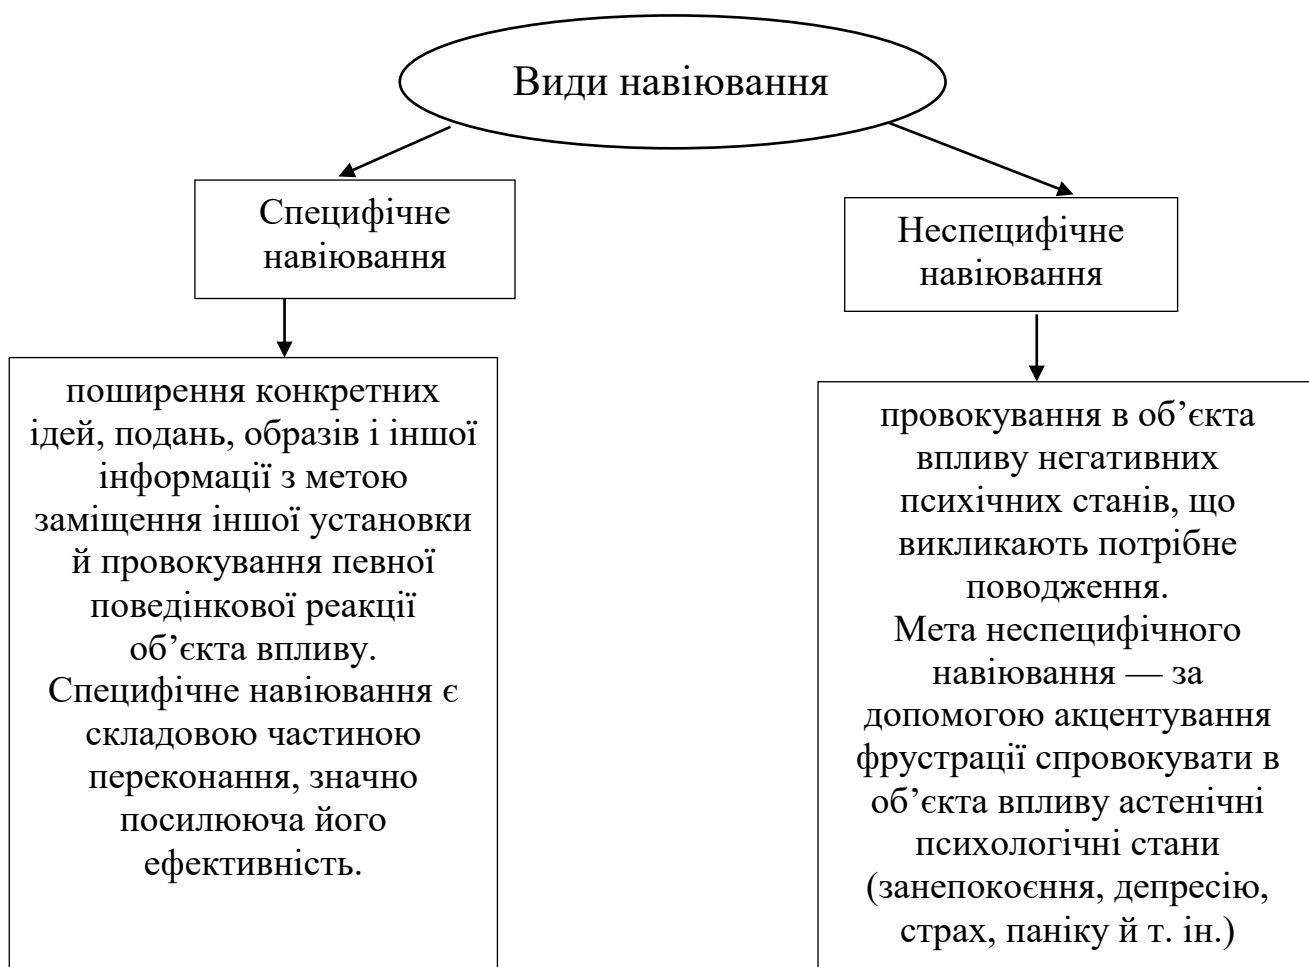 Види навіювання
Специфічне
навіювання
Неспецифічне
навіювання
поширення конкретних
ідей, подань, образів і іншої
інформації з метою
заміщення іншої установки
й провокування певної
поведінкової реакції
об’єкта впливу.
Специфічне навіювання є
складовою частиною
переконання, значно
посилююча його
ефективність.
провокування в об’єкта
впливу негативних
психічних станів, що
викликають потрібне
поводження.
Мета неспецифічного
навіювання — за
допомогою акцентування
фрустрації спровокувати в
об’єкта впливу астенічні
психологічні стани
(занепокоєння, депресію,
страх, паніку й т. ін.)